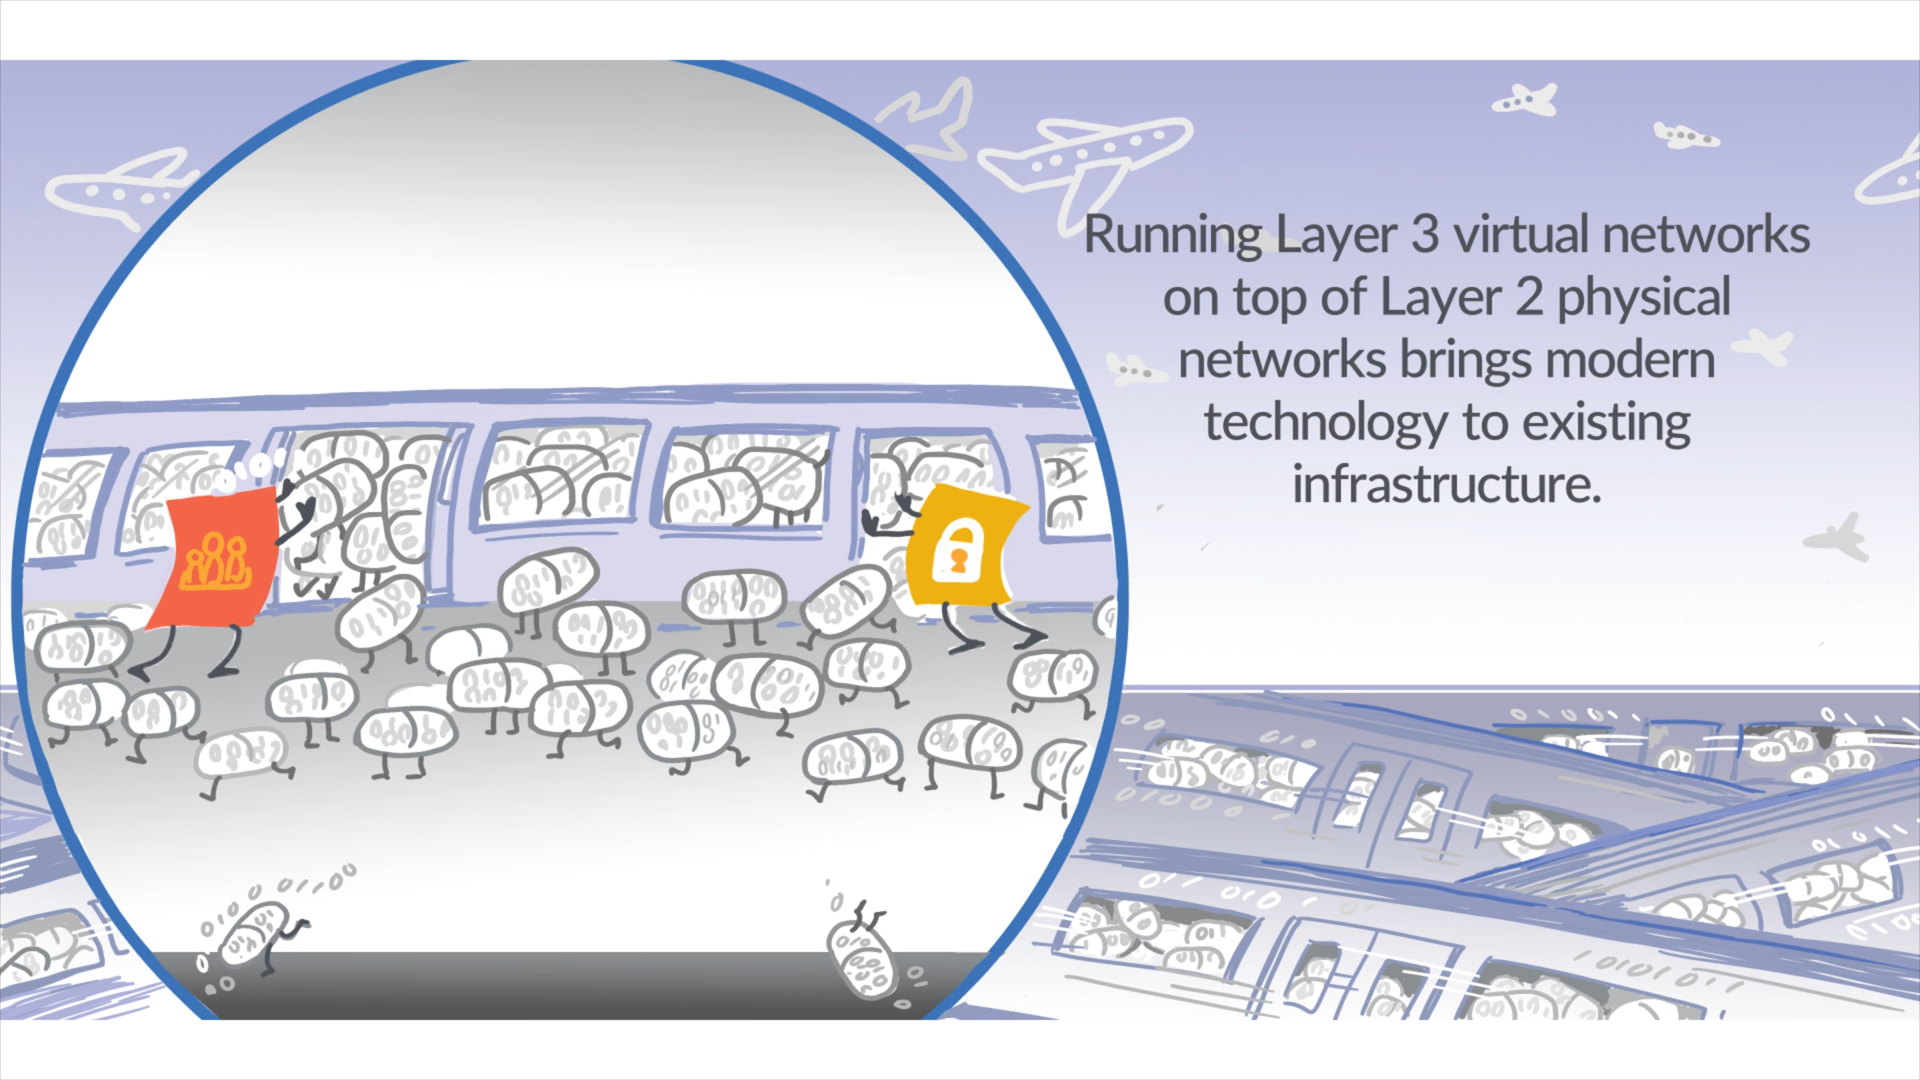 Running Layer 3 virtual networks
on top of Layer 2 physical
networks brings modern
technology to existing
infrastructure.